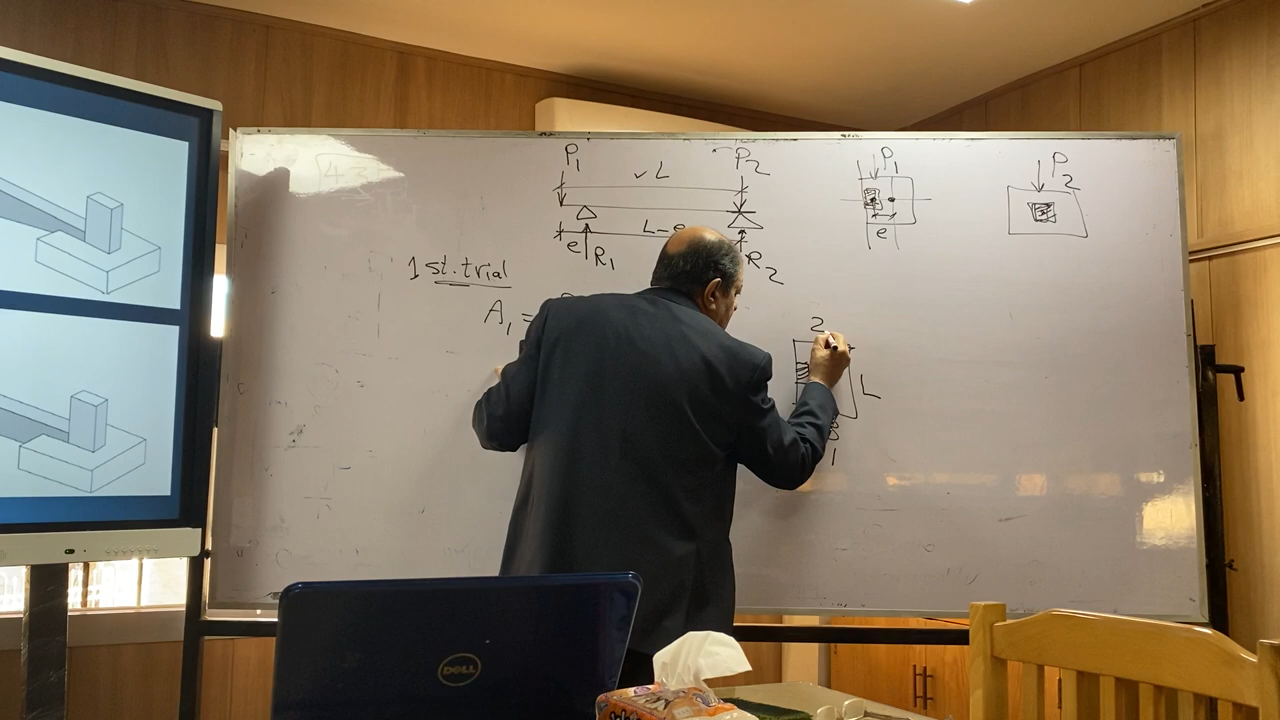 P1 P2
✓L
L-e
e R1 R2
P1
e
P2
1st. trial
A1 =
2
L
DELL